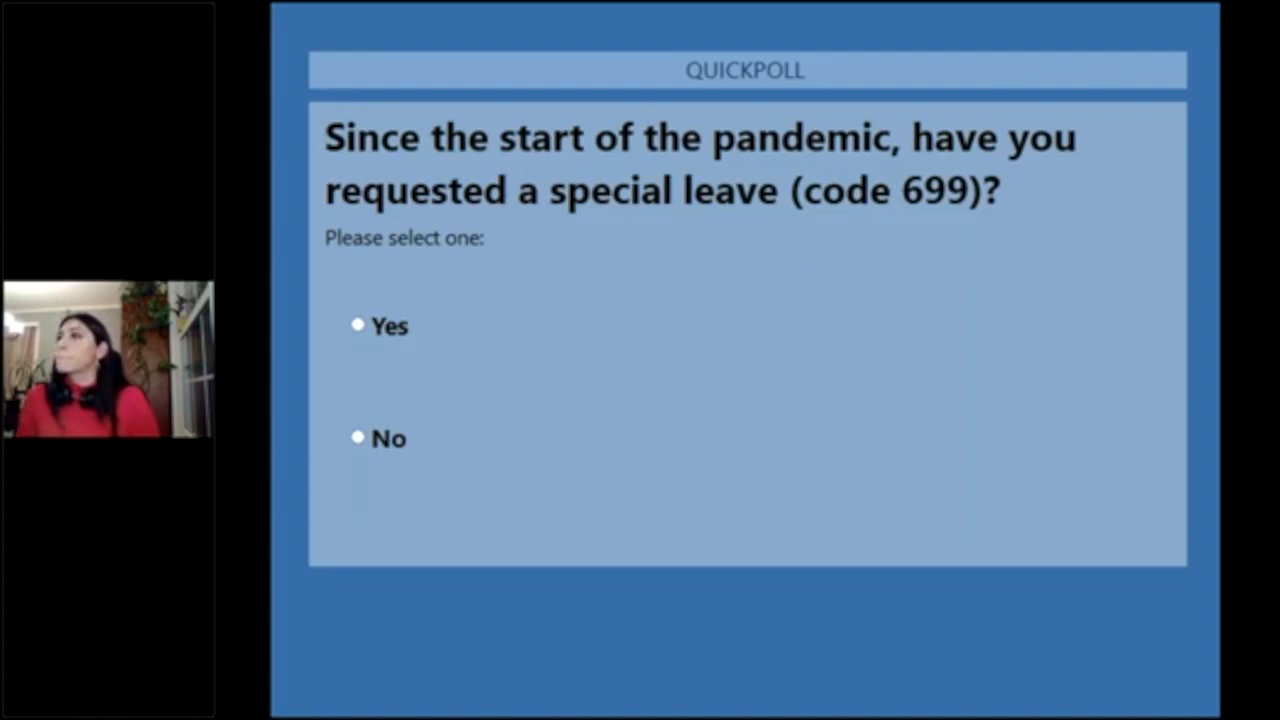 QUICKPOLL
Since the start of the pandemic, have you
requested a special leave (code 699)?
Please select one:
Yes
No